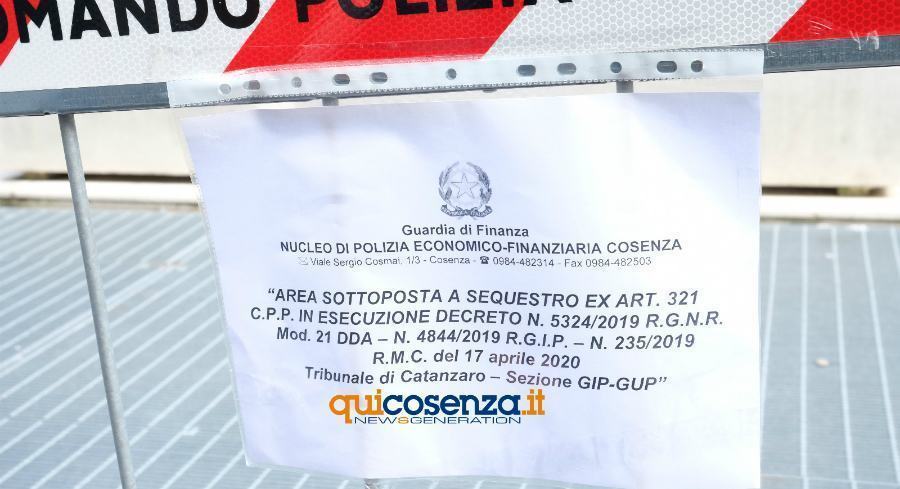 OMANDO POLIZIA
Guardia di Finanza
NUCLEO DI POLIZIA ECONOMICO-FINANZIARIA COSENZA
Viale Sergio Cosmai, 1/3 - Cosenza - ☎ 0984-482314 - Fax 0984-482503
“AREA SOTTOPOSTA A SEQUESTRO EX ART. 321
C.P.P. IN ESECUZIONE DECRETO N. 5324/2019 R.G.N.R.
Mod. 21 DDA – N. 4844/2019 R.G.I.P. – N. 235/2019
R.M.C. del 17 aprile 2020
Tribunale di Catanzaro – Sezione GIP-GUP”
quicosenza.it
NEWSGENERATION